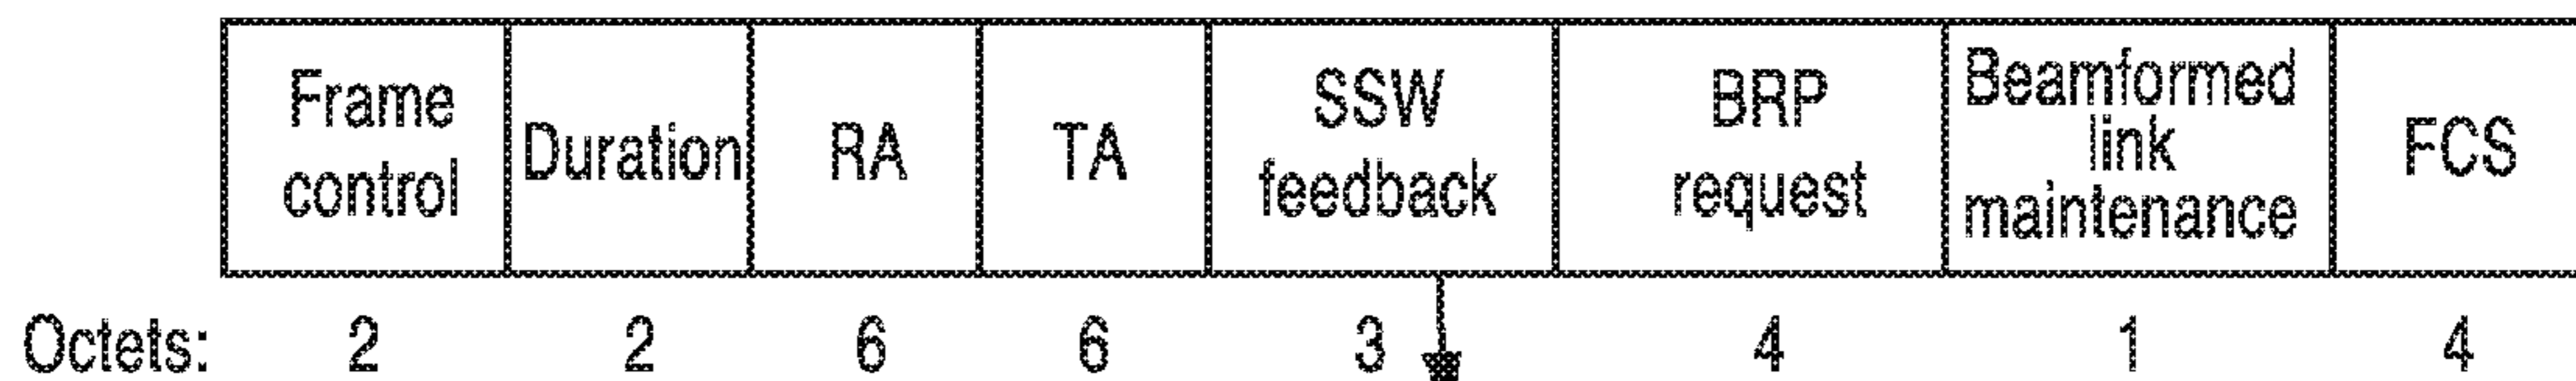 Frame control
Duration
RA
TA
SSW feedback
BRP request
Beamformed link maintenance
FCS
Octets: 2 2 6 6 3 4 1 4